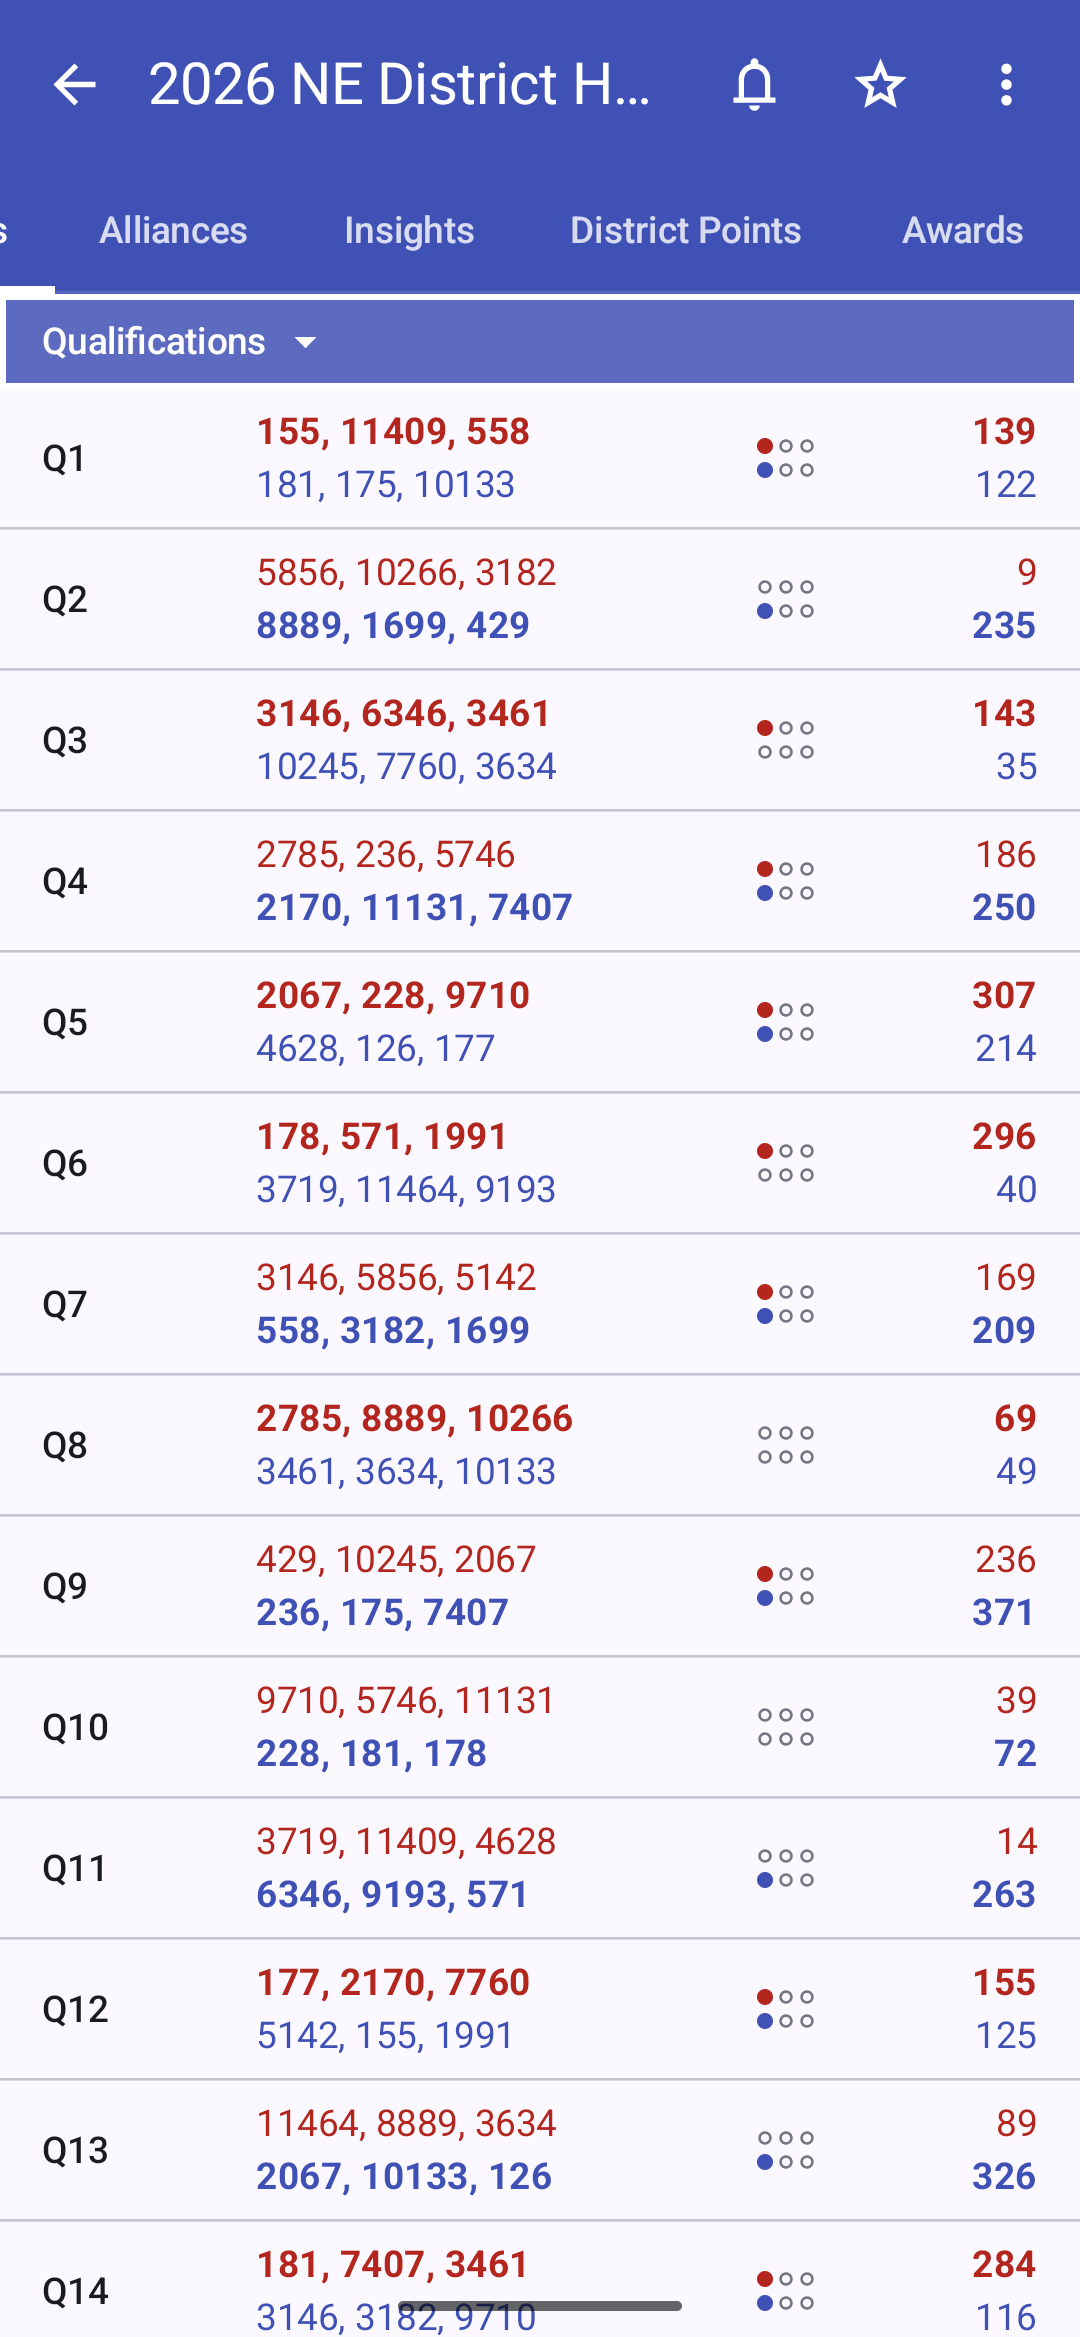 2026 NE District H...
s Alliances Insights District Points Awards
Qualifications
Q1
155, 11409, 558
139
181, 175, 10133
122
Q2
5856, 10266, 3182
9
8889, 1699, 429
235
Q3
3146, 6346, 3461
143
10245, 7760, 3634
35
Q4
2785, 236, 5746
186
2170, 11131, 7407
250
Q5
2067, 228, 9710
307
4628, 126, 177
214
Q6
178, 571, 1991
296
3719, 11464, 9193
40
Q7
3146, 5856, 5142
169
558, 3182, 1699
209
Q8
2785, 8889, 10266
69
3461, 3634, 10133
49
Q9
429, 10245, 2067
236
236, 175, 7407
371
Q10
9710, 5746, 11131
39
228, 181, 178
72
Q11
3719, 11409, 4628
14
6346, 9193, 571
263
Q12
177, 2170, 7760
155
5142, 155, 1991
125
Q13
11464, 8889, 3634
89
2067, 10133, 126
326
Q14
181, 7407, 3461
284
3146, 3182, 9710
116